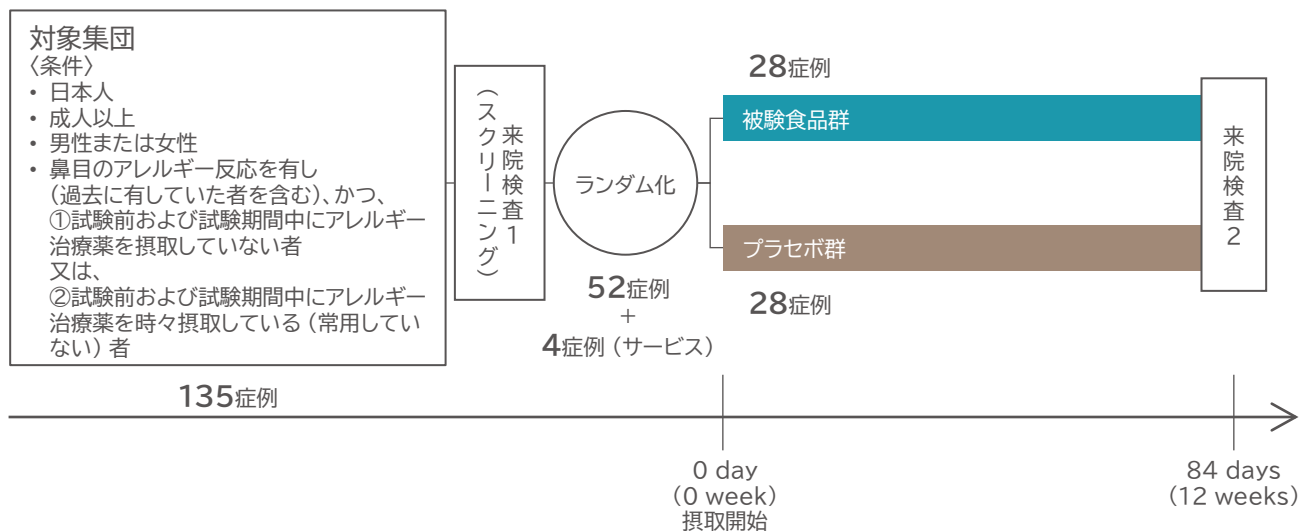 対象集団
〈条件〉
• 日本人
• 成人以上
• 男性または女性
• 鼻目のアレルギー反応を有し
(過去に有していた者を含む)、かつ、
①試験前および試験期間中にアレルギー
治療薬を摂取していない者
又は、
②試験前および試験期間中にアレルギー
治療薬を時々摂取している(常用してい
ない)者
135症例
来院検査1
(スクリーニング)
ランダム化
52症例
+
4症例(サービス)
28症例
被験食品群
プラセボ群
28症例
来院検査2
0 day
(0 week)
摂取開始
84 days
(12 weeks)